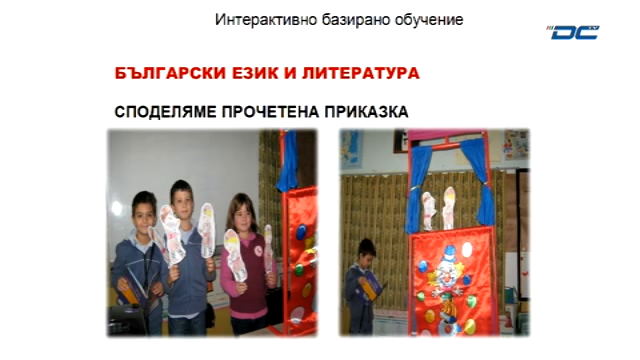 Интерактивно базирано обучение
DC
БЪЛГАРСКИ ЕЗИК И ЛИТЕРАТУРА
СПОДЕЛЯМЕ ПРОЧЕТЕНА ПРИКАЗКА